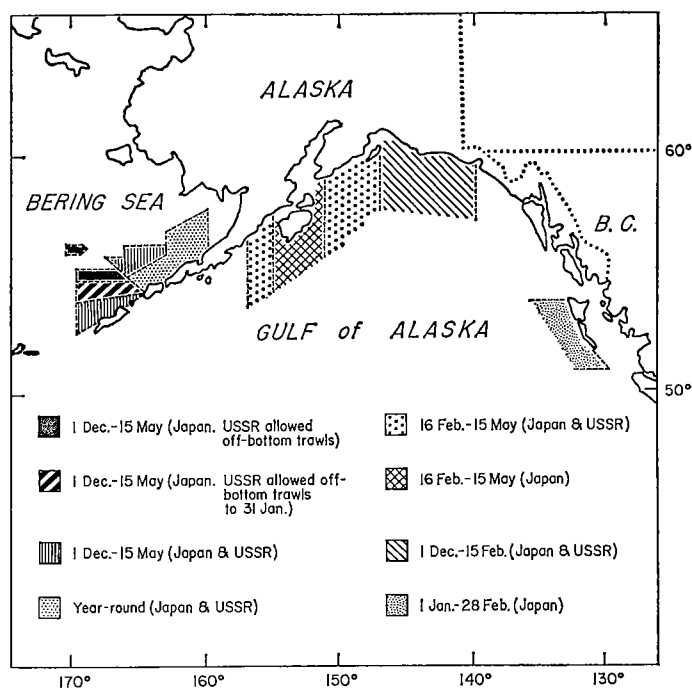 ALASKA
60°
BERING SEA
B.C.
GULF of ALASKA
50°
1 Dec.-15 May (Japan. USSR allowed
off-bottom trawls)
1 Dec.-15 May (Japan. USSR allowed off-
bottom trawls
to 31 Jan.)
1 Dec.-15 May (Japan & USSR)
Year-round (Japan & USSR)
16 Feb.-15 May (Japan & USSR)
16 Feb.-15 May (Japan)
1 Dec.-15 Feb. (Japan & USSR)
1 Jan.-28 Feb. (Japan)
170° 160° 150° 140° 130°